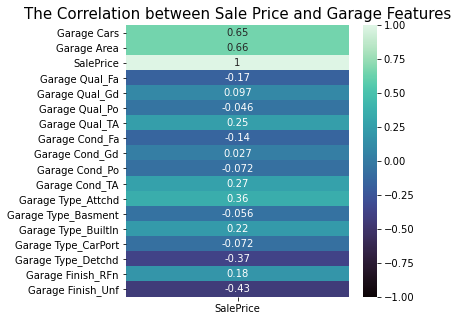 The Correlation between Sale Price and Garage Features
Garage Cars 0.65
Garage Area 0.66
SalePrice 1
Garage Qual_Fa -0.17
Garage Qual_Gd 0.097
Garage Qual_Po -0.046
Garage Qual_TA 0.25
Garage Cond_Fa -0.14
Garage Cond_Gd 0.027
Garage Cond_Po -0.072
Garage Cond_TA 0.27
Garage Type_Attchd 0.36
Garage Type_Basment -0.056
Garage Type_BuiltIn 0.22
Garage Type_CarPort -0.072
Garage Type_Detchd -0.37
Garage Finish_RFn 0.18
Garage Finish_Unf -0.43
SalePrice
1.00
0.75
0.50
0.25
0.00
−0.25
−0.50
−0.75
−1.00